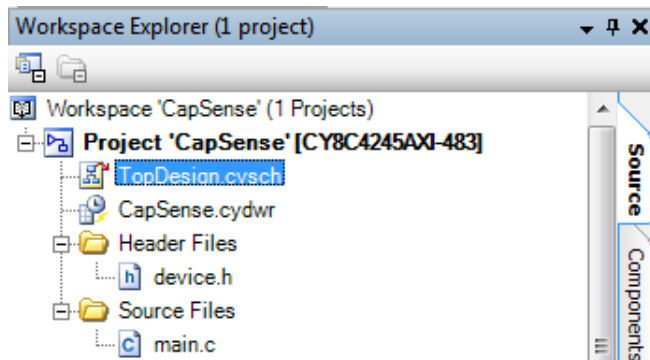 Workspace Explorer (1 project)
Workspace 'CapSense' (1 Projects)
Project 'CapSense' [CY8C4245AXI-483]
TopDesign.cysch
CapSense.cydwr
Header Files
h device.h
Source Files
c main.c
Source
Components